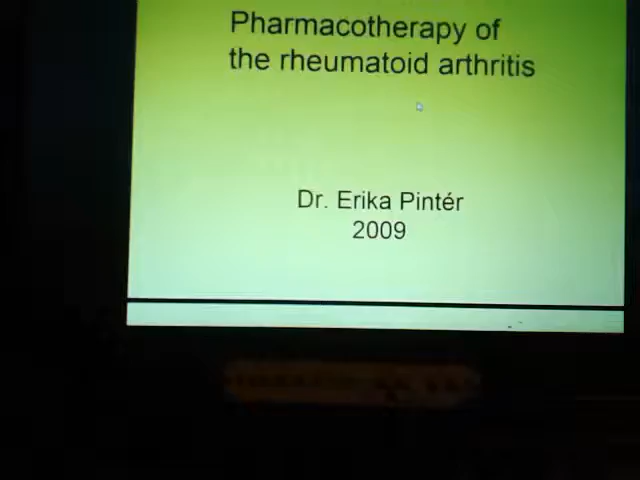 Pharmacotherapy of
the rheumatoid arthritis
Dr. Erika Pintér
2009